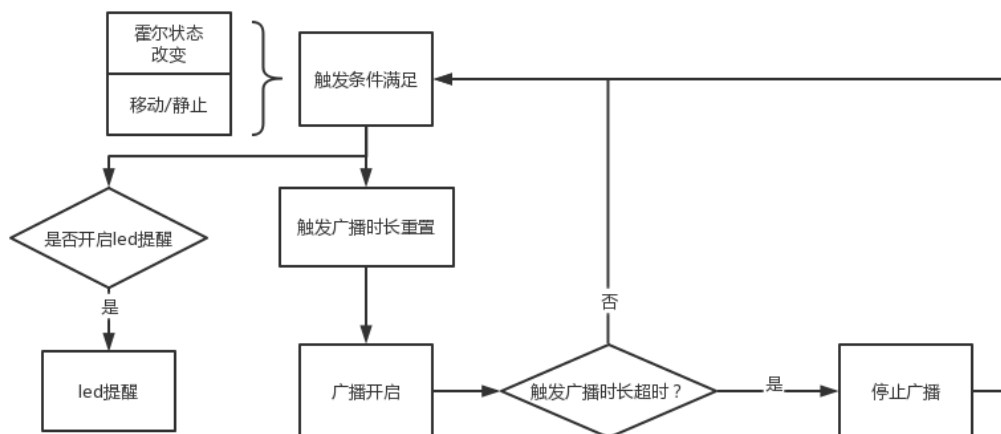 霍尔状态
改变
移动/静止
触发条件满足
是否开启led提醒
触发广播时长重置
是
led提醒
广播开启
否
触发广播时长超时？
是
停止广播